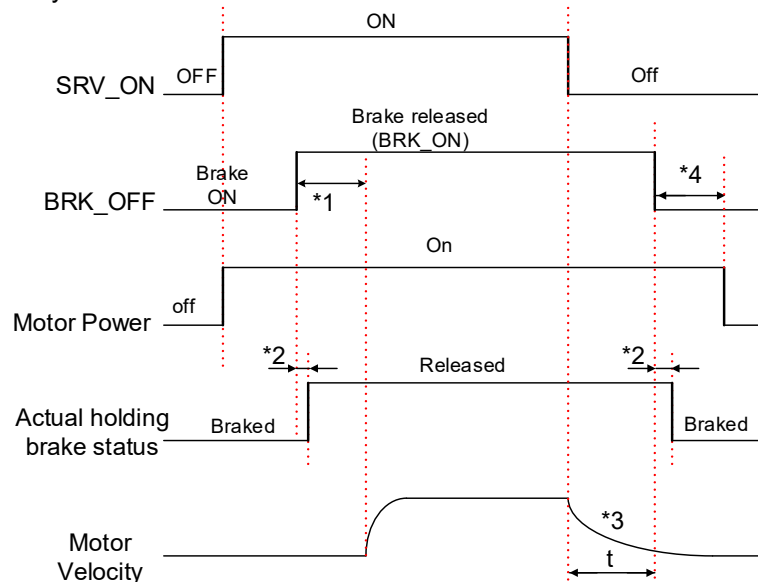 ON
SRV_ON
OFF
Off
Brake released
(BRK_ON)
Brake
ON
BRK_OFF
*1
*4
On
off
Motor Power
*2
*2
Released
Actual holding
brake status
Braked
Braked
*3
Motor
Velocity
t